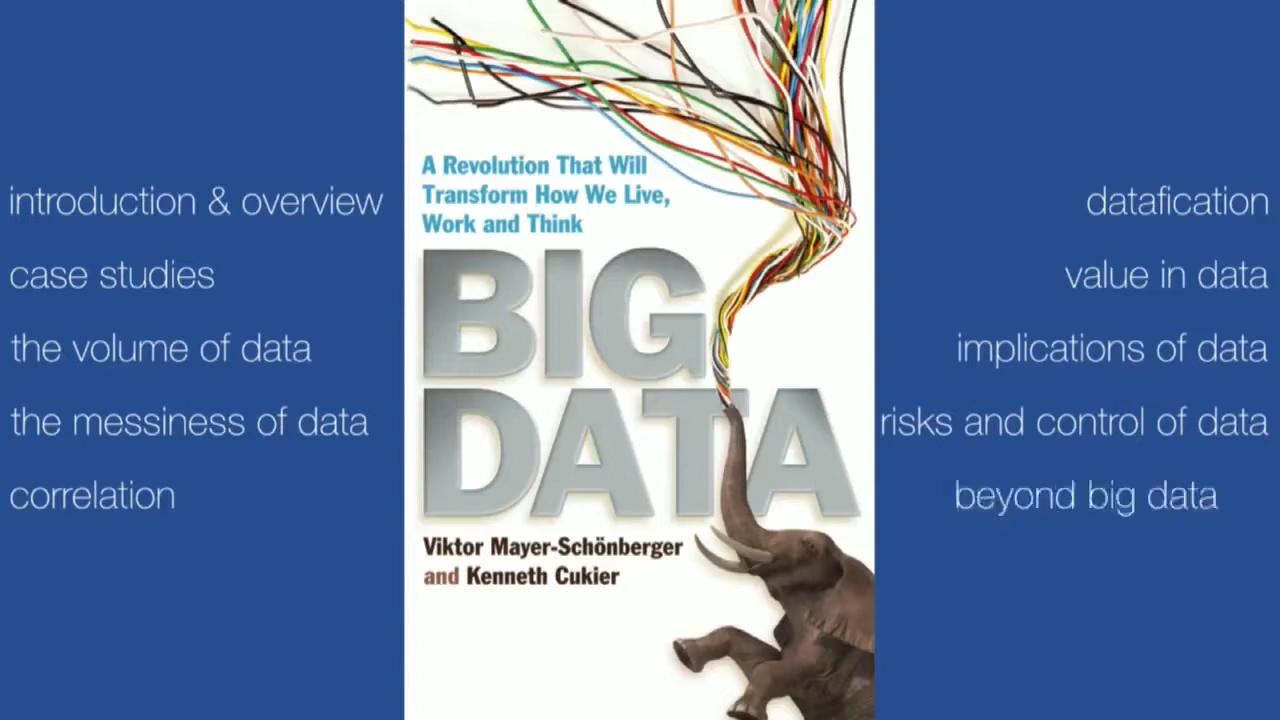 introduction & overview
case studies
the volume of data
the messiness of data
correlation
A Revolution That Will
Transform How We Live,
Work and Think
BIG
DATA
Viktor Mayer-Schönberger
and Kenneth Cukier
datafication
value in data
implications of data
risks and control of data
beyond big data